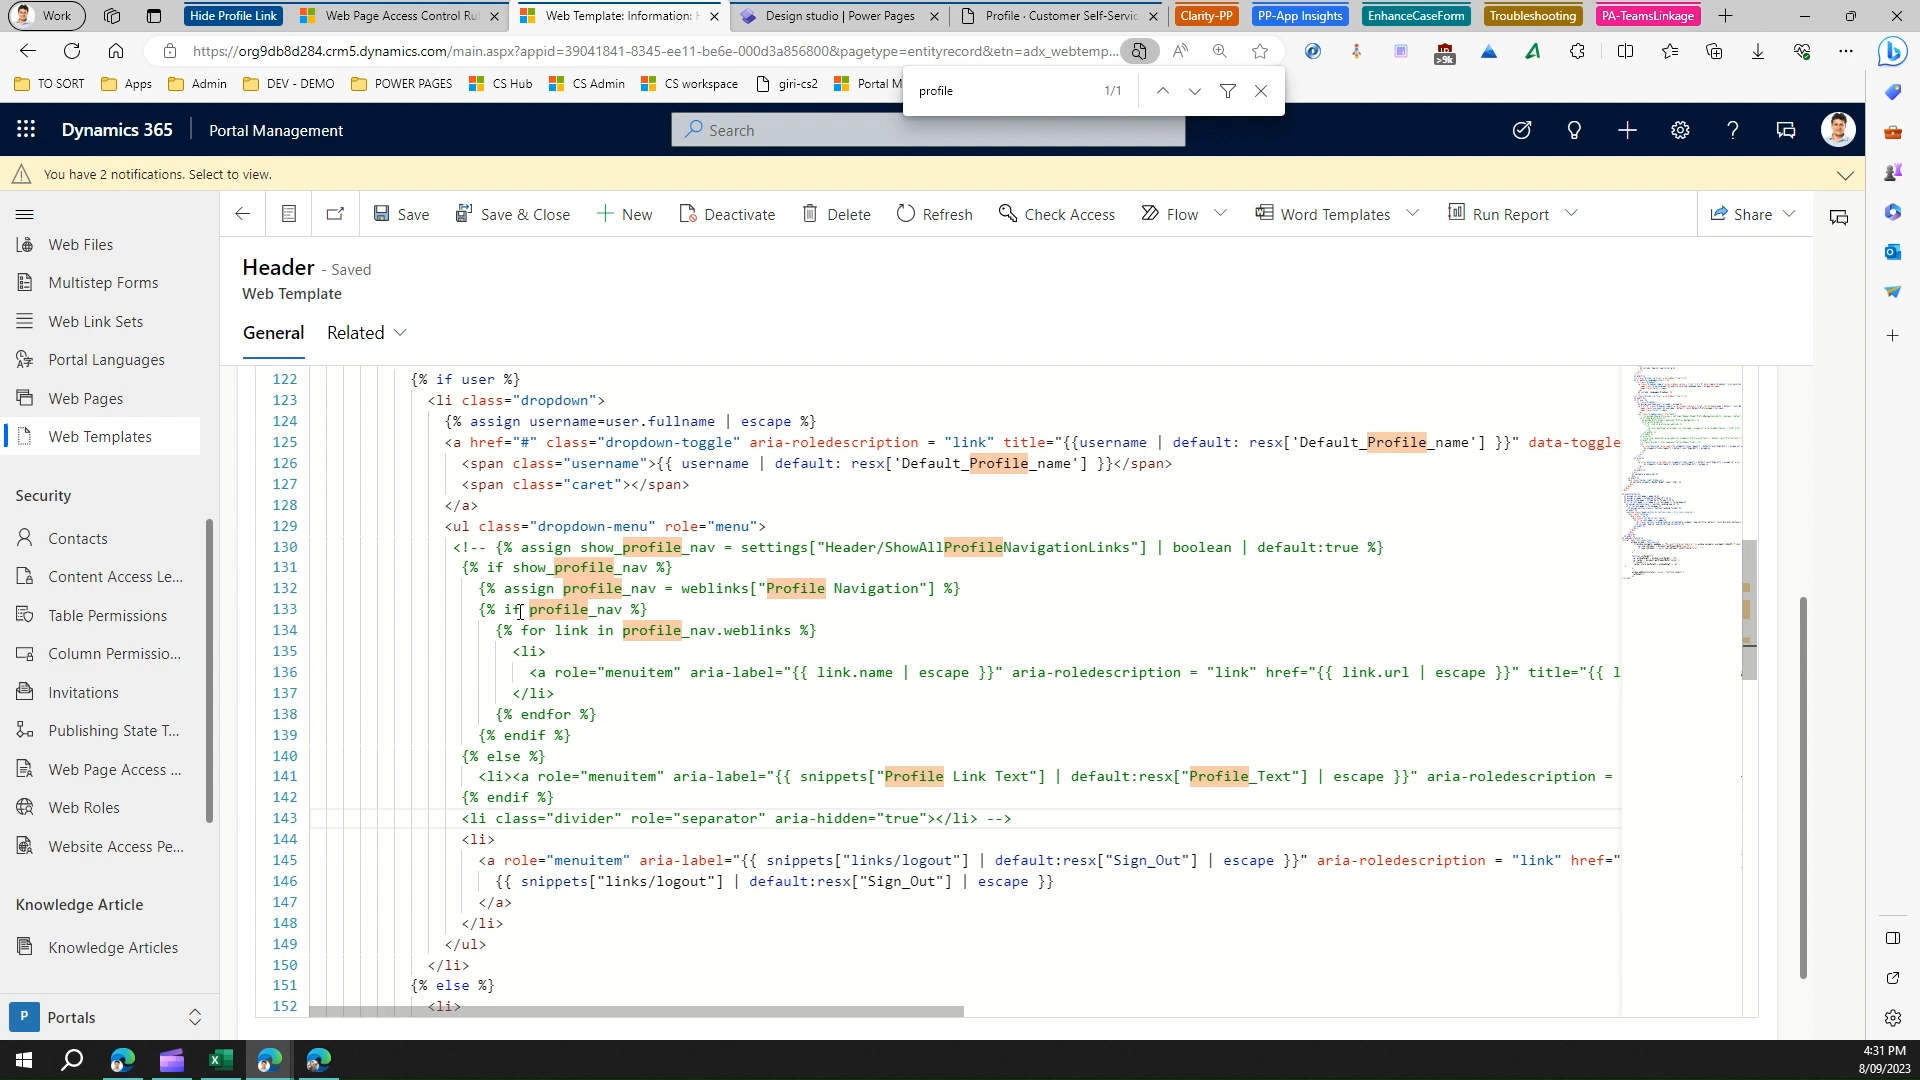 Work
Hide Profile Link
Web Page Access Control Ru
Web Template: Information: H
Design studio | Power Pages
Profile · Customer Self-Servic
Clarity-PP
PP-App Insights
EnhanceCaseForm
Troubleshooting
PA-TeamsLinkage
https://org9db8d284.crm5.dynamics.com/main.aspx?appid=39041841-8345-ee11-be6e-000d3a856800&pagetype=entityrecord&etn=adx_webtemp...
>9k
TO SORT
Apps
Admin
DEV - DEMO
POWER PAGES
CS Hub
CS Admin
CS workspace
giri-cs2
Portal M
profile
1/1
Dynamics 365
Portal Management
Search
You have 2 notifications. Select to view.
Save
Save & Close
New
Deactivate
Delete
Refresh
Check Access
Flow
Word Templates
Run Report
Share
Web Files
Multistep Forms
Web Link Sets
Portal Languages
Web Pages
Web Templates
Security
Contacts
Content Access Le...
Table Permissions
Column Permissio...
Invitations
Publishing State T...
Web Page Access ...
Web Roles
Website Access Pe...
Knowledge Article
Knowledge Articles
P
Portals
Header - Saved
Web Template
General
Related
122 {% if user %}
123 <li class="dropdown">
124 {% assign username=user.fullname | escape %}
125 <a href="#" class="dropdown-toggle" aria-roledescription = "link" title="{{username | default: resx['Default_Profile_name'] }}" data-toggle
126 <span class="username">{{ username | default: resx['Default_Profile_name'] }}</span>
127 <span class="caret"></span>
128 </a>
129 <ul class="dropdown-menu" role="menu">
130 <!-- {% assign show_profile_nav = settings["Header/ShowAllProfileNavigationLinks"] | boolean | default:true %}
131 {% if show_profile_nav %}
132 {% assign profile_nav = weblinks["Profile Navigation"] %}
133 {% if profile_nav %}
134 {% for link in profile_nav.weblinks %}
135 <li>
136 <a role="menuitem" aria-label="{{ link.name | escape }}" aria-roledescription = "link" href="{{ link.url | escape }}" title="{{ l
137 </li>
138 {% endfor %}
139 {% endif %}
140 {% else %}
141 <li><a role="menuitem" aria-label="{{ snippets["Profile Link Text"] | default:resx["Profile_Text"] | escape }}" aria-roledescription =
142 {% endif %}
143 <li class="divider" role="separator" aria-hidden="true"></li> -->
144 <li>
145 <a role="menuitem" aria-label="{{ snippets["links/logout"] | default:resx["Sign_Out"] | escape }}" aria-roledescription = "link" href="
146 {{ snippets["links/logout"] | default:resx["Sign_Out"] | escape }}
147 </a>
148 </li>
149 </ul>
150 </li>
151 {% else %}
152 <li>
4:31 PM
8/09/2023